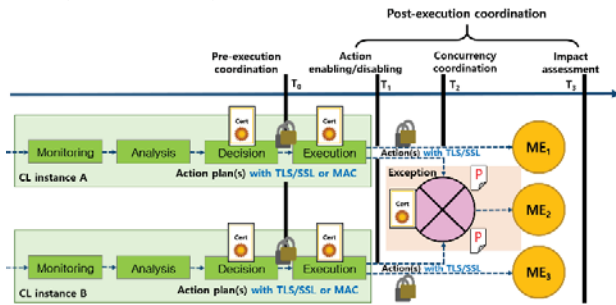 Post-execution coordination
Pre-execution
coordination
Action
enabling/disabling
Concurrency
coordination
Impact
assessment
T0
T1
T2
T3
Cert
Cert
Monitoring
Analysis
Decision
Execution
Action(s) with TLS/SSL
ME1
CL instance A
Action plan(s) with TLS/SSL or MAC
Exception
P
Cert
ME2
Cert
Cert
P
Monitoring
Analysis
Decision
Execution
Action(s) with TLS/SSL
ME3
CL instance B
Action plan(s) with TLS/SSL or MAC